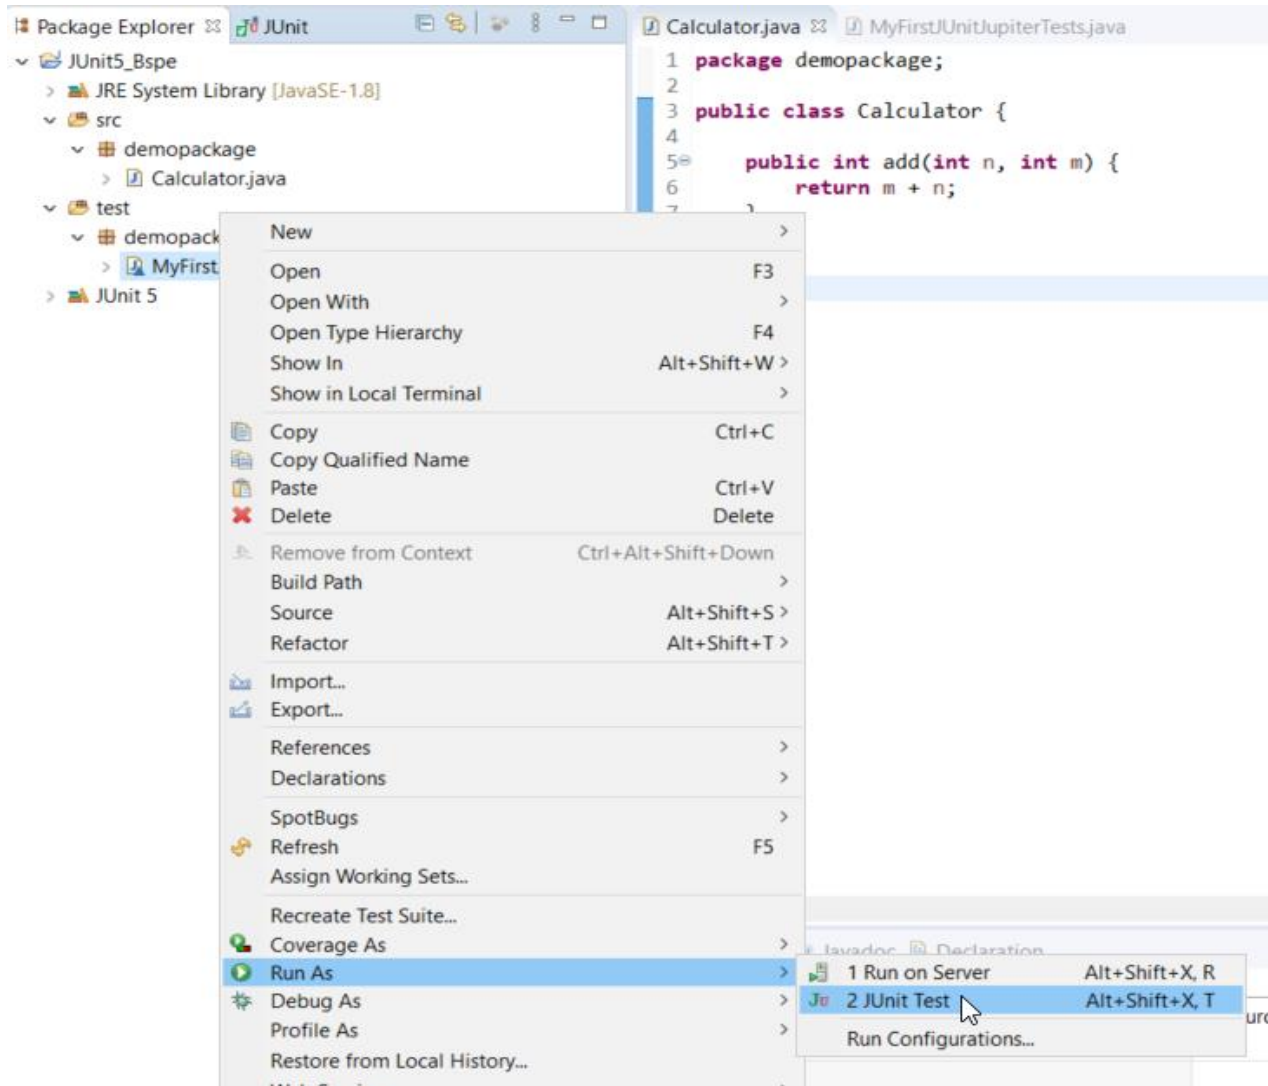 Package Explorer JUnit
JUnit5_Bspe
JRE System Library [JavaSE-1.8]
src
demopackage
Calculator.java
test
demopack
MyFirst
JUnit 5
Calculator.java MyFirstJUnitJupiterTests.java
1 package demopackage;
2
3 public class Calculator {
4
5 public int add(int n, int m) {
6 return m + n;
7 }
New
Open F3
Open With
Open Type Hierarchy F4
Show In Alt+Shift+W
Show in Local Terminal
Copy Ctrl+C
Copy Qualified Name
Paste Ctrl+V
Delete Delete
Remove from Context Ctrl+Alt+Shift+Down
Build Path
Source Alt+Shift+S
Refactor Alt+Shift+T
Import...
Export...
References
Declarations
SpotBugs
Refresh F5
Assign Working Sets...
Recreate Test Suite...
Coverage As
Run As
Debug As
Profile As
Restore from Local History...
Javadoc Declaration
1 Run on Server Alt+Shift+X, R
Ju 2 JUnit Test Alt+Shift+X, T
Run Configurations...